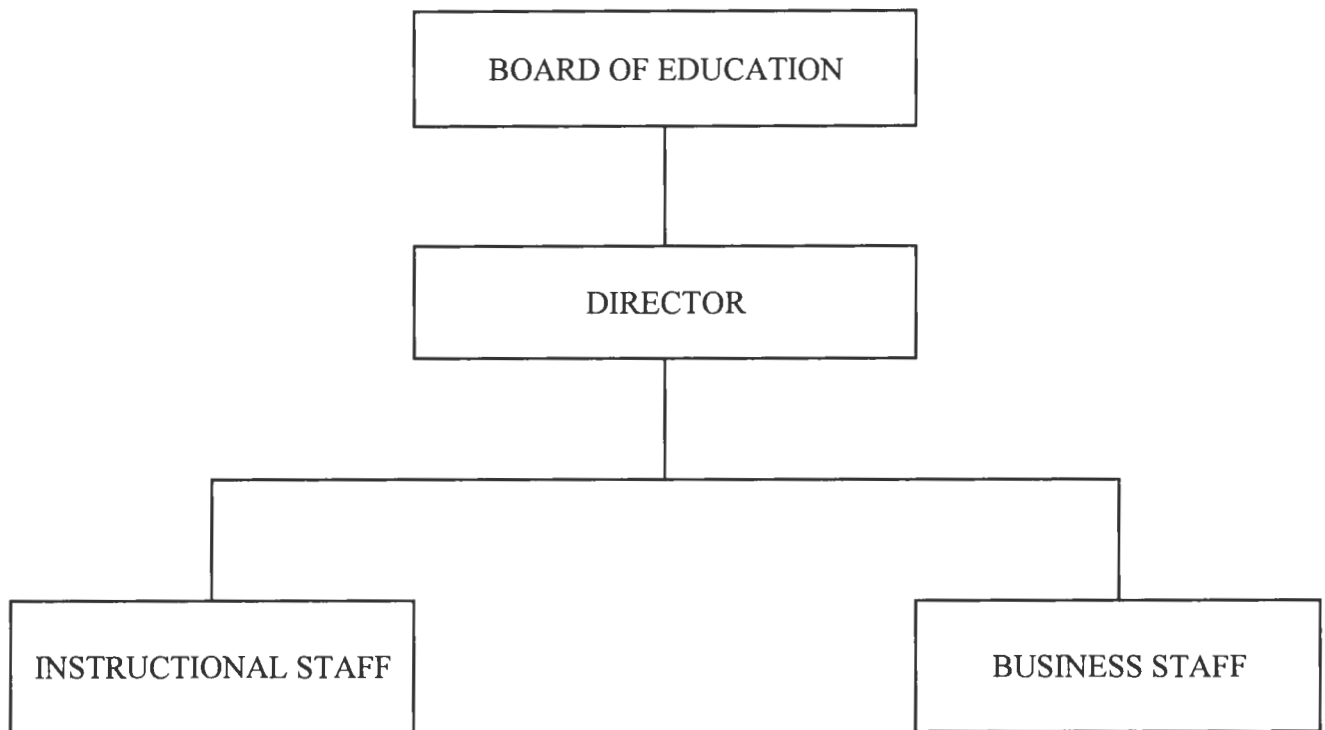 BOARD OF EDUCATION
DIRECTOR
INSTRUCTIONAL STAFF
BUSINESS STAFF